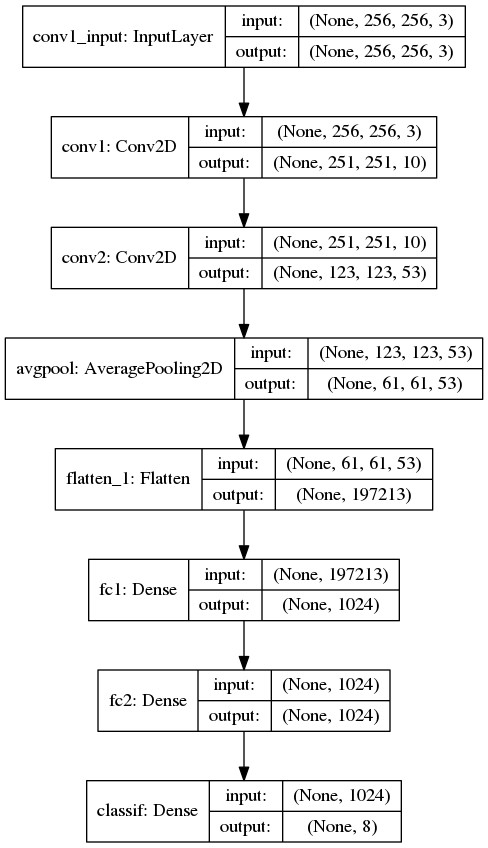 conv1_input: InputLayer
input: (None, 256, 256, 3)
output: (None, 256, 256, 3)
conv1: Conv2D
input: (None, 256, 256, 3)
output: (None, 251, 251, 10)
conv2: Conv2D
input: (None, 251, 251, 10)
output: (None, 123, 123, 53)
avgpool: AveragePooling2D
input: (None, 123, 123, 53)
output: (None, 61, 61, 53)
flatten_1: Flatten
input: (None, 61, 61, 53)
output: (None, 197213)
fc1: Dense
input: (None, 197213)
output: (None, 1024)
fc2: Dense
input: (None, 1024)
output: (None, 1024)
classif: Dense
input: (None, 1024)
output: (None, 8)